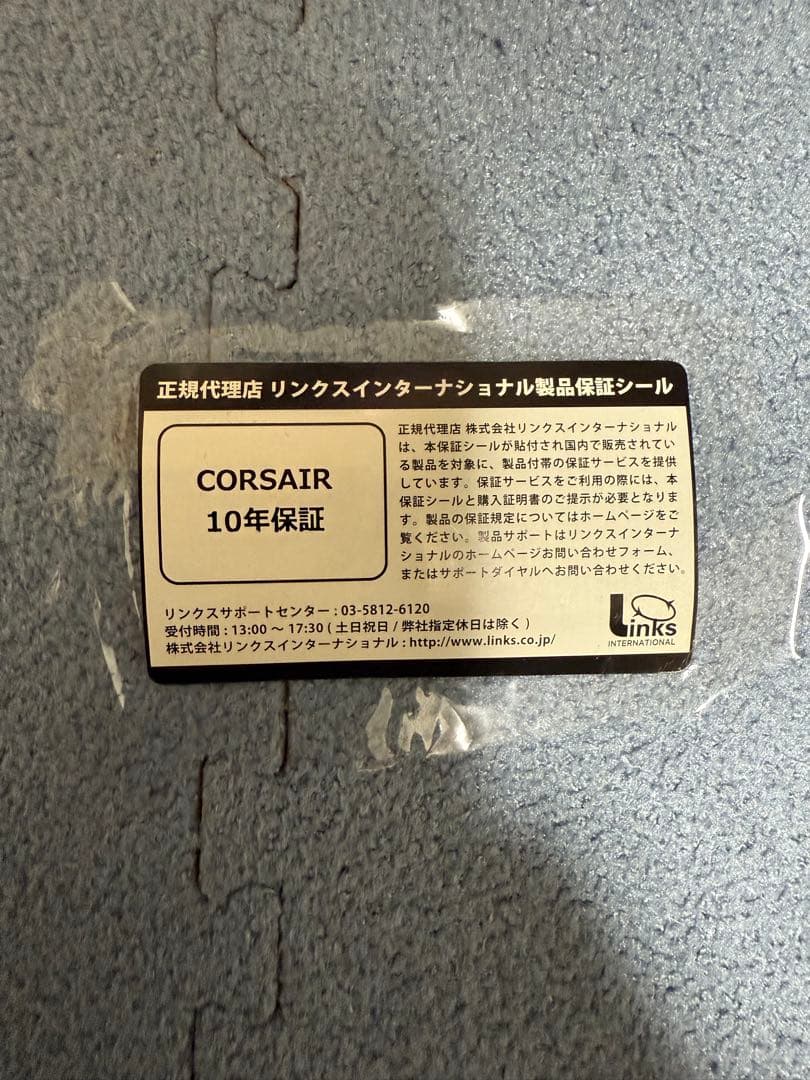 正規代理店 リンクスインターナショナル製品保証シール
CORSAIR
10年保証
正規代理店 株式会社リンクスインターナショナル
は、本保証シールが貼付され国内で販売されてい
る製品を対象に、製品付帯の保証サービスを提供
しています。保証サービスをご利用の際には、本
保証シールと購入証明書のご提示が必要となりま
す。製品の保証規定についてはホームページをご
覧ください。製品サポートはリンクスインターナ
ショナルのホームページお問い合わせフォーム、
またはサポートダイヤルへお問い合わせください。
リンクスサポートセンター : 03-5812-6120
受付時間 : 13:00 〜 17:30 ( 土日祝日 / 弊社指定休日は除く )
株式会社リンクスインターナショナル : http://www.links.co.jp/
Links
INTERNATIONAL